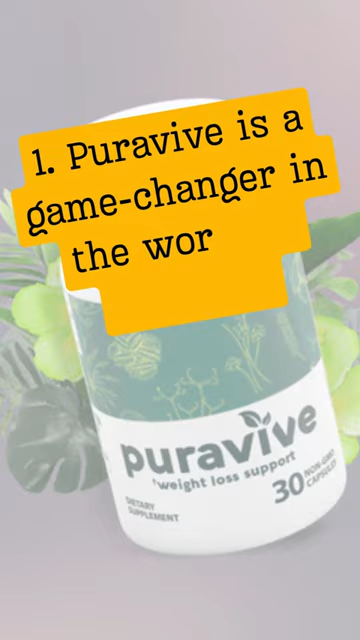 1. Puravive is a
game-changer in
the wor
puravive
weight loss support
DIETARY
SUPPLEMENT
30 NON-GMO
CAPSULES